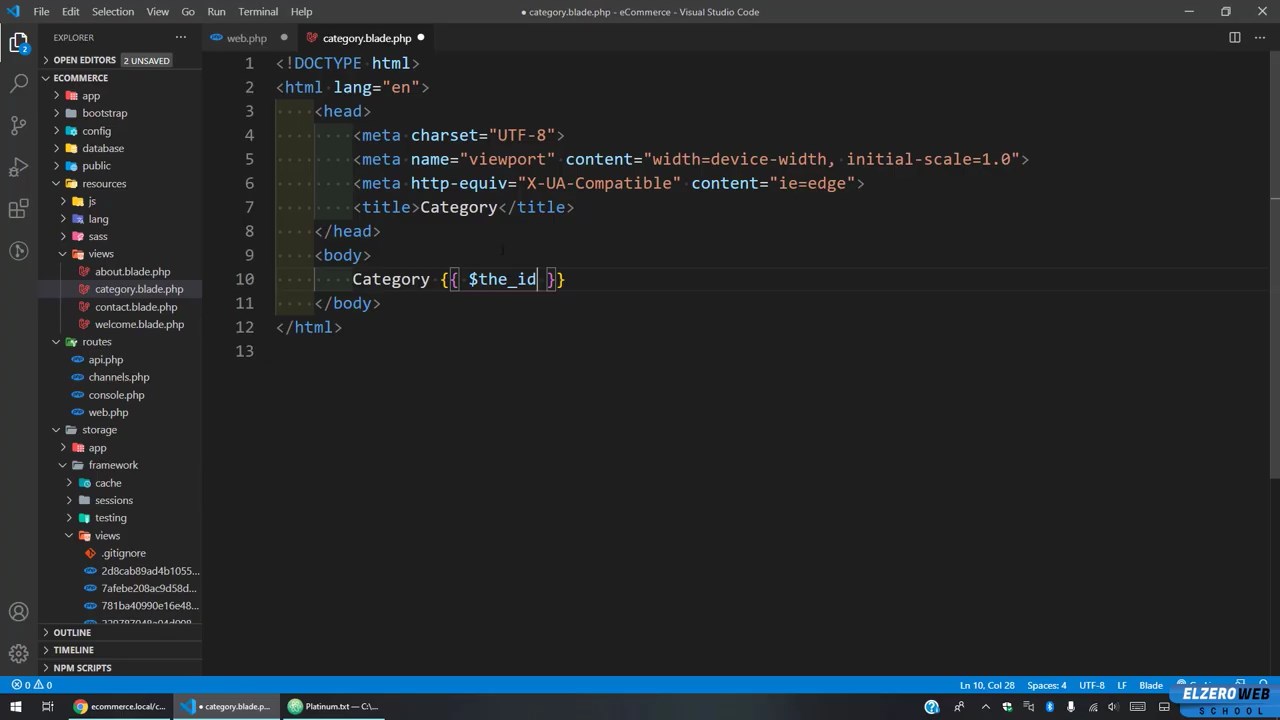 File Edit Selection View Go Run Terminal Help
● category.blade.php - eCommerce - Visual Studio Code
EXPLORER
OPEN EDITORS 2 UNSAVED
ECOMMERCE
app
bootstrap
config
database
public
resources
js
lang
sass
views
about.blade.php
category.blade.php
contact.blade.php
welcome.blade.php
routes
api.php
channels.php
console.php
web.php
storage
app
framework
cache
sessions
testing
views
.gitignore
2d8cab89ad4b1055...
7afebe208ac9d58d...
781ba40990e16e48...
OUTLINE
TIMELINE
NPM SCRIPTS
2
web.php ● category.blade.php ●
1 <!DOCTYPE html>
2 <html lang="en">
3 <head>
4 <meta charset="UTF-8">
5 <meta name="viewport" content="width=device-width, initial-scale=1.0">
6 <meta http-equiv="X-UA-Compatible" content="ie=edge">
7 <title>Category</title>
8 </head>
9 <body>
10 Category {{ $the_id }}
11 </body>
12 </html>
13
0 0 Ln 10, Col 28 Spaces: 4 UTF-8 LF Blade
ecommerce.local/c... ● category.blade.p... Platinum.txt — C:\...
ELZEROWEB
SCHOOL